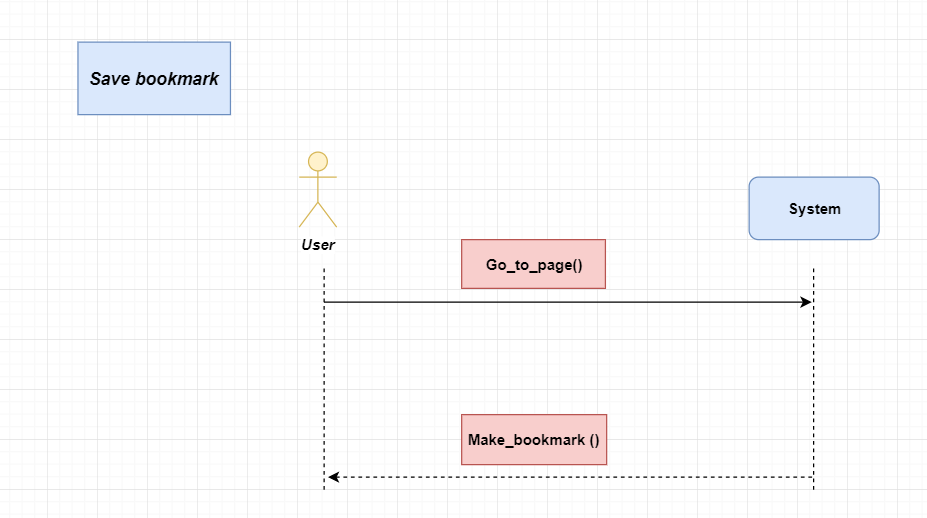 Save bookmark
User
System
Go_to_page()
Make_bookmark ()